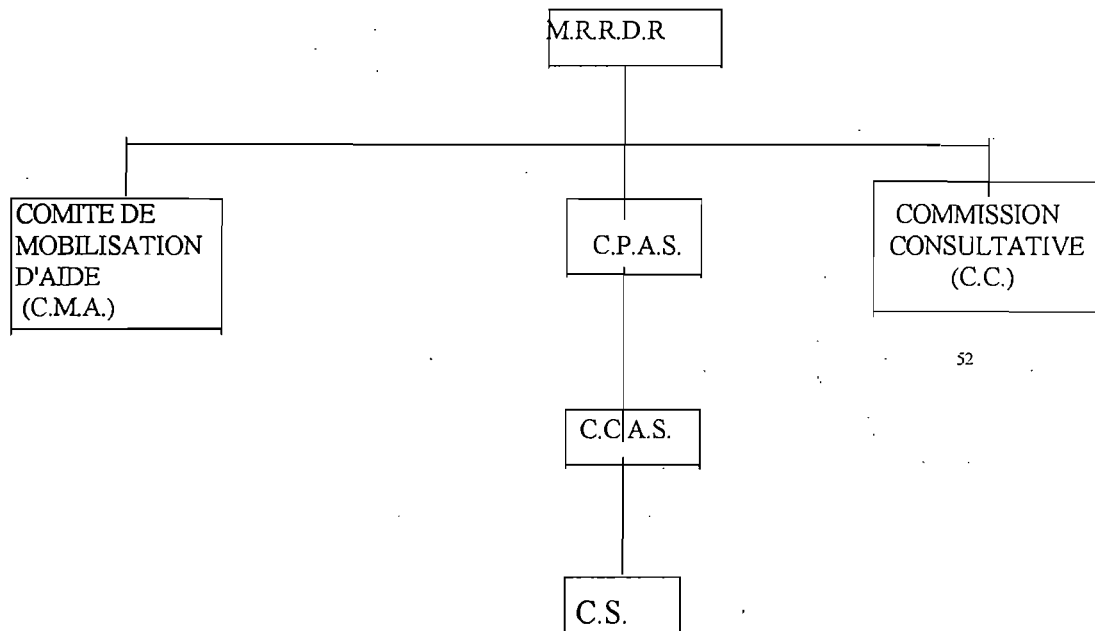 M.R.R.D.R
COMITE DE
MOBILISATION
D'AIDE
(C.M.A.)
C.P.A.S.
COMMISSION
CONSULTATIVE
(C.C.)
52
C.C.A.S.
C.S.